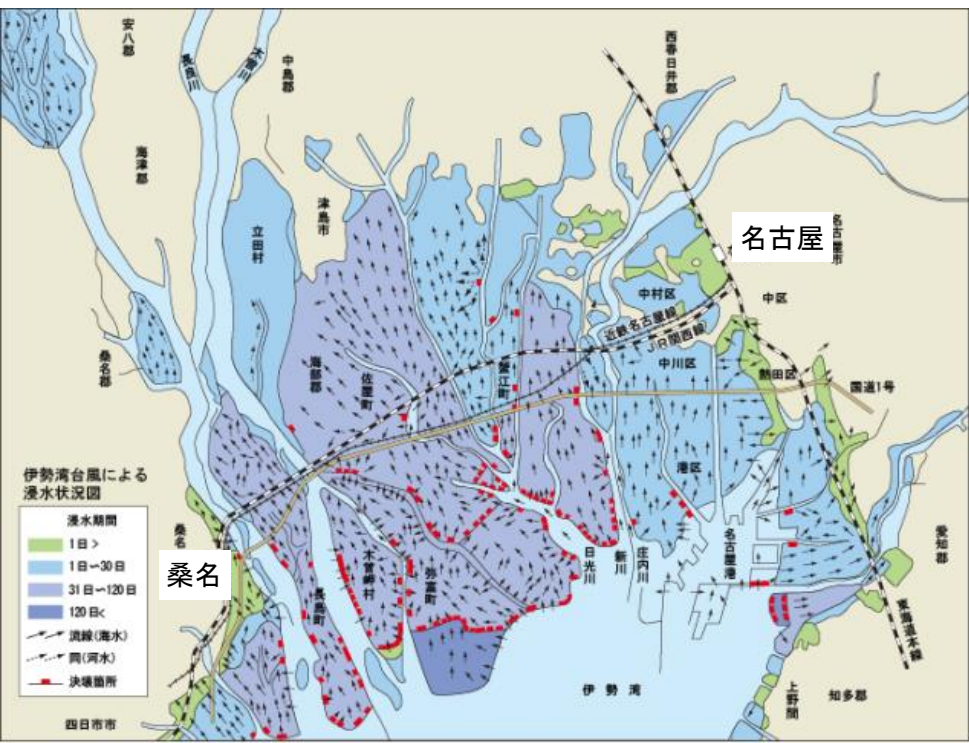 安八郡
長良川
木曽川
中島郡
西春日井郡
海津郡
津島市
立田村
名古屋
名古屋市
中村区
中区
近鉄名古屋線
JR関西線
中川区
熱田区
国道1号
桑名郡
海部郡
佐屋町
蟹江町
港区
伊勢湾台風による
浸水状況図
浸水期間
1日>
1日〜30日
31日〜120日
120日<
流線(海水)
同(河水)
決壊箇所
桑名
桑名
長島町
木曽岬村
弥富町
日光川
新川
庄内川
名古屋港
愛知郡
東海道本線
伊勢湾
上野間
知多郡
四日市市